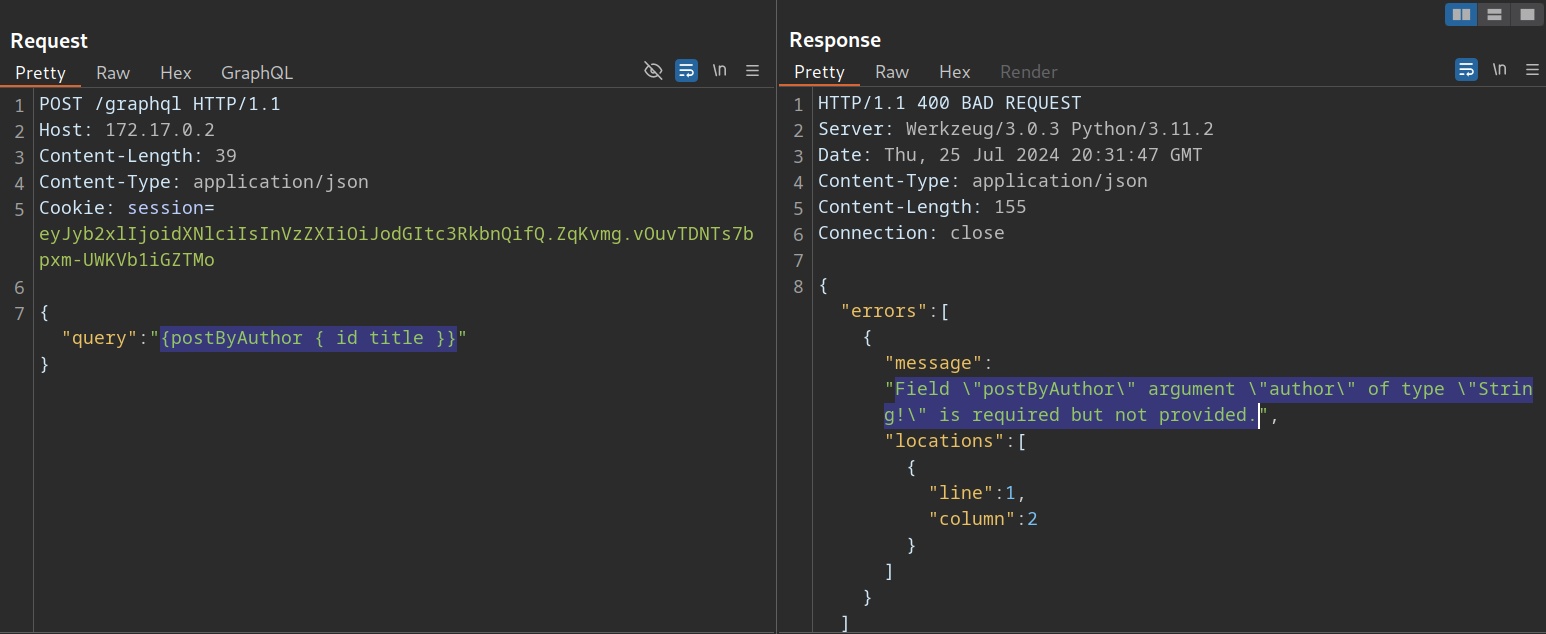 Request
Pretty Raw Hex GraphQL \n
1 POST /graphql HTTP/1.1
2 Host: 172.17.0.2
3 Content-Length: 39
4 Content-Type: application/json
5 Cookie: session=
eyJyb2xlIjoidXNlciIsInVzZXIiOiJodGItc3RkbnQifQ.ZqKvmg.vOuvTDNTs7b
pxm-UWKVb1iGZTMo
6
7 {
"query":"{postByAuthor { id title }}"
}
Response
Pretty Raw Hex Render \n
1 HTTP/1.1 400 BAD REQUEST
2 Server: Werkzeug/3.0.3 Python/3.11.2
3 Date: Thu, 25 Jul 2024 20:31:47 GMT
4 Content-Type: application/json
5 Content-Length: 155
6 Connection: close
7
8 {
"errors":[
{
"message":
"Field \"postByAuthor\" argument \"author\" of type \"Strin
g!\" is required but not provided.",
"locations":[
{
"line":1,
"column":2
}
]
}
]